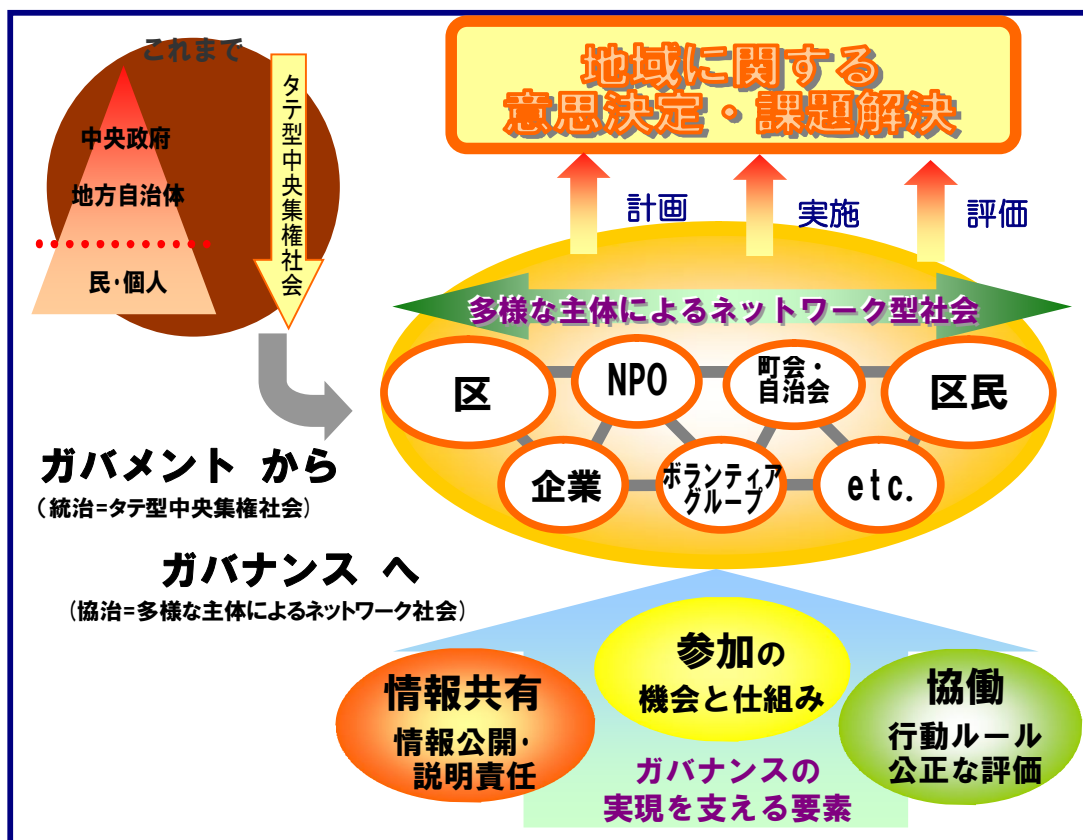 これまで
中央政府
地方自治体
民・個人
タテ型中央集権社会
地域に関する
意思決定・課題解決
計画
実施
評価
多様な主体によるネットワーク型社会
区
NPO
町会・
自治会
区民
企業
ボランティア
グループ
etc.
ガバメント から
(統治=タテ型中央集権社会)
ガバナンス へ
(協治=多様な主体によるネットワーク社会)
情報共有
情報公開・
説明責任
参加の
機会と仕組み
協働
行動ルール
公正な評価
ガバナンスの
実現を支える要素